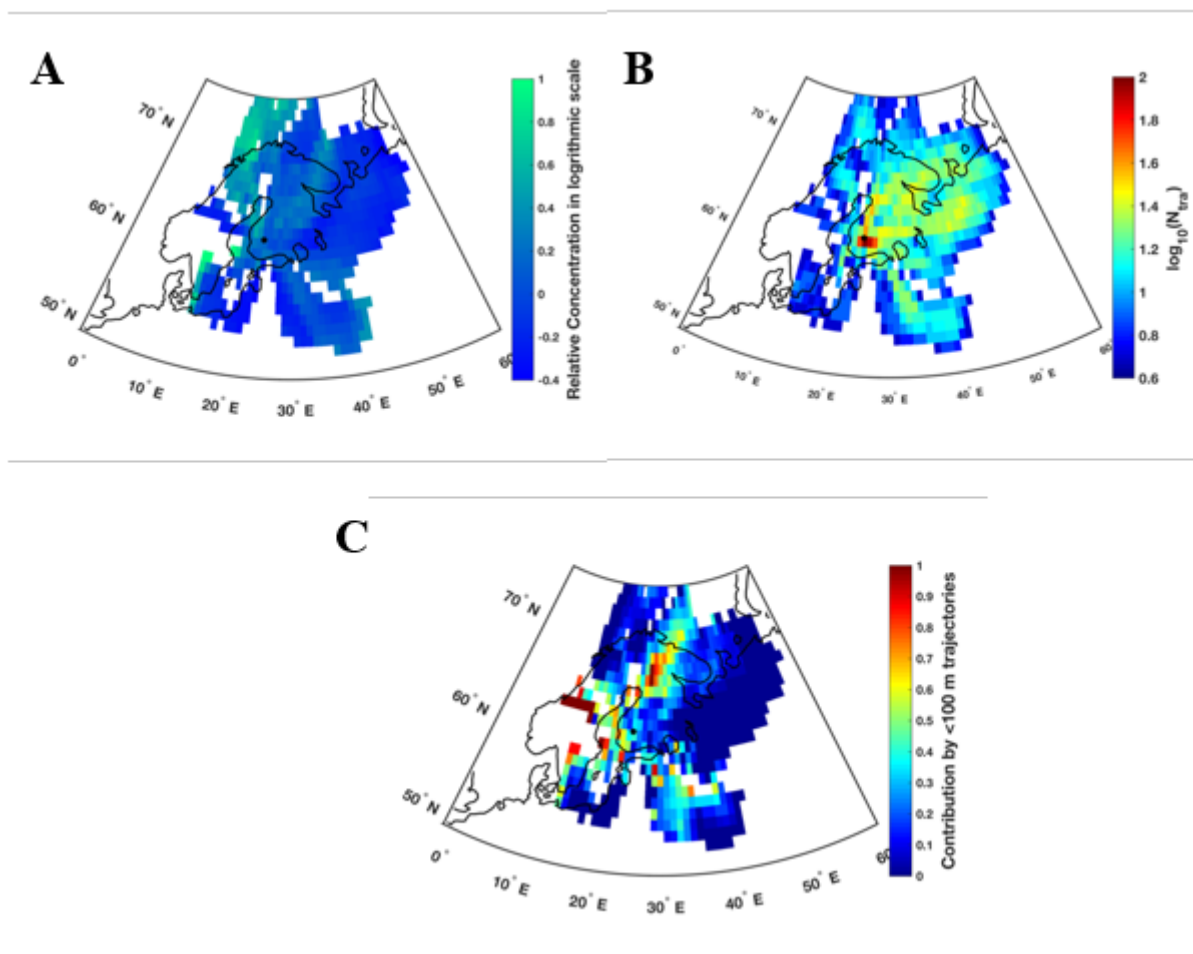 A
70° N
60° N
50° N
0°
10° E
20° E
30° E
40° E
50° E
60
1
0.8
0.6
0.4
0.2
0
-0.2
-0.4
Relative Concentration in logrithmic scale
B
70° N
60° N
50° N
0°
10° E
20° E
30° E
40° E
50° E
60
2
1.8
1.6
1.4
1.2
1
0.8
0.6
log10(Ntra)
C
70° N
60° N
50° N
0°
10° E
20° E
30° E
40° E
50° E
60
1
0.9
0.8
0.7
0.6
0.5
0.4
0.3
0.2
0.1
0
Contribution by <100 m trajectories